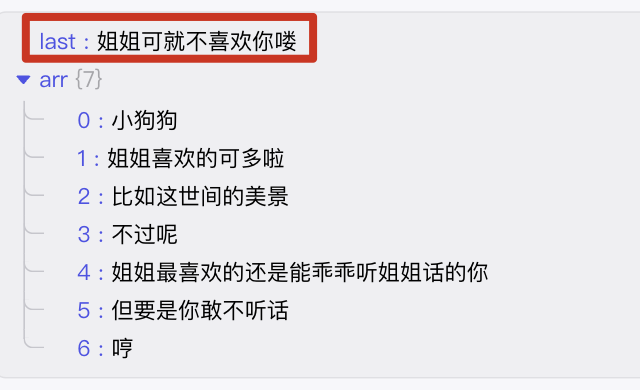 last : 姐姐可就不喜欢你喽
arr {7}
0 : 小狗狗
1 : 姐姐喜欢的可多啦
2 : 比如这世间的美景
3 : 不过呢
4 : 姐姐最喜欢的还是能乖乖听姐姐话的你
5 : 但要是你敢不听话
6 : 哼